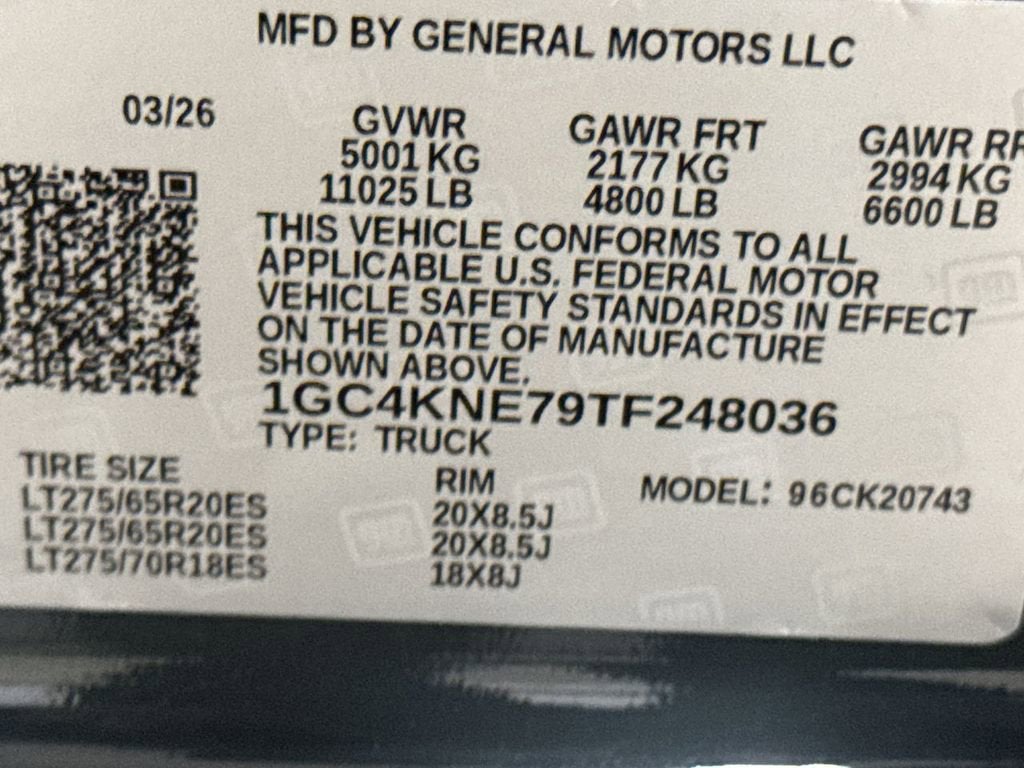 MFD BY GENERAL MOTORS LLC
03/26
GVWR GAWR FRT GAWR RR
5001 KG 2177 KG 2994 KG
11025 LB 4800 LB 6600 LB
THIS VEHICLE CONFORMS TO ALL
APPLICABLE U.S. FEDERAL MOTOR
VEHICLE SAFETY STANDARDS IN EFFECT
ON THE DATE OF MANUFACTURE
SHOWN ABOVE.
1GC4KNE79TF248036
TYPE: TRUCK
TIRE SIZE RIM MODEL: 96CK20743
LT275/65R20ES 20X8.5J
LT275/65R20ES 20X8.5J
LT275/70R18ES 18X8J